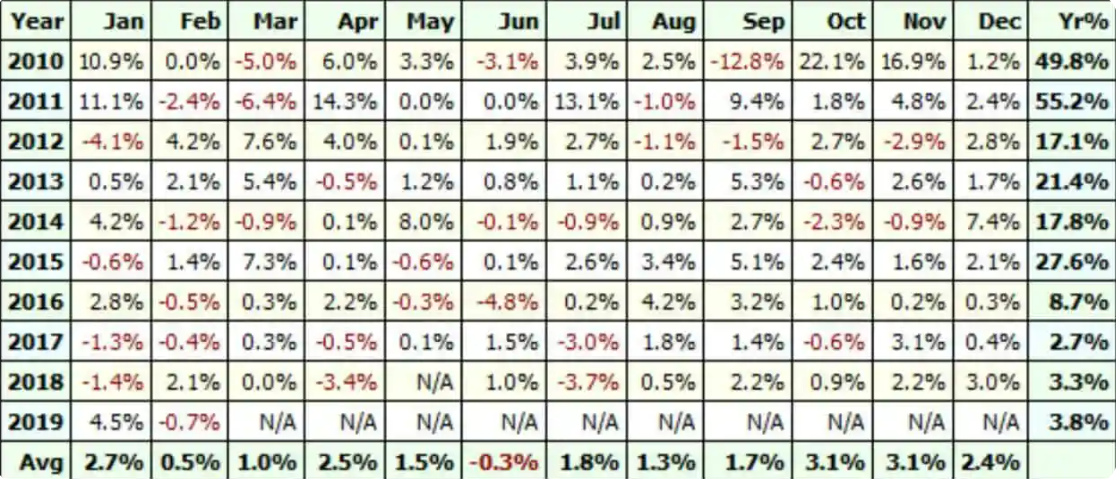 Year Jan Feb Mar Apr May Jun Jul Aug Sep Oct Nov Dec Yr%
2010 10.9% 0.0% -5.0% 6.0% 3.3% -3.1% 3.9% 2.5% -12.8% 22.1% 16.9% 1.2% 49.8%
2011 11.1% -2.4% -6.4% 14.3% 0.0% 0.0% 13.1% -1.0% 9.4% 1.8% 4.8% 2.4% 55.2%
2012 -4.1% 4.2% 7.6% 4.0% 0.1% 1.9% 2.7% -1.1% -1.5% 2.7% -2.9% 2.8% 17.1%
2013 0.5% 2.1% 5.4% -0.5% 1.2% 0.8% 1.1% 0.2% 5.3% -0.6% 2.6% 1.7% 21.4%
2014 4.2% -1.2% -0.9% 0.1% 8.0% -0.1% -0.9% 0.9% 2.7% -2.3% -0.9% 7.4% 17.8%
2015 -0.6% 1.4% 7.3% 0.1% -0.6% 0.1% 2.6% 3.4% 5.1% 2.4% 1.6% 2.1% 27.6%
2016 2.8% -0.5% 0.3% 2.2% -0.3% -4.8% 0.2% 4.2% 3.2% 1.0% 0.2% 0.3% 8.7%
2017 -1.3% -0.4% 0.3% -0.5% 0.1% 1.5% -3.0% 1.8% 1.4% -0.6% 3.1% 0.4% 2.7%
2018 -1.4% 2.1% 0.0% -3.4% N/A 1.0% -3.7% 0.5% 2.2% 0.9% 2.2% 3.0% 3.3%
2019 4.5% -0.7% N/A N/A N/A N/A N/A N/A N/A N/A N/A N/A 3.8%
Avg 2.7% 0.5% 1.0% 2.5% 1.5% -0.3% 1.8% 1.3% 1.7% 3.1% 3.1% 2.4%